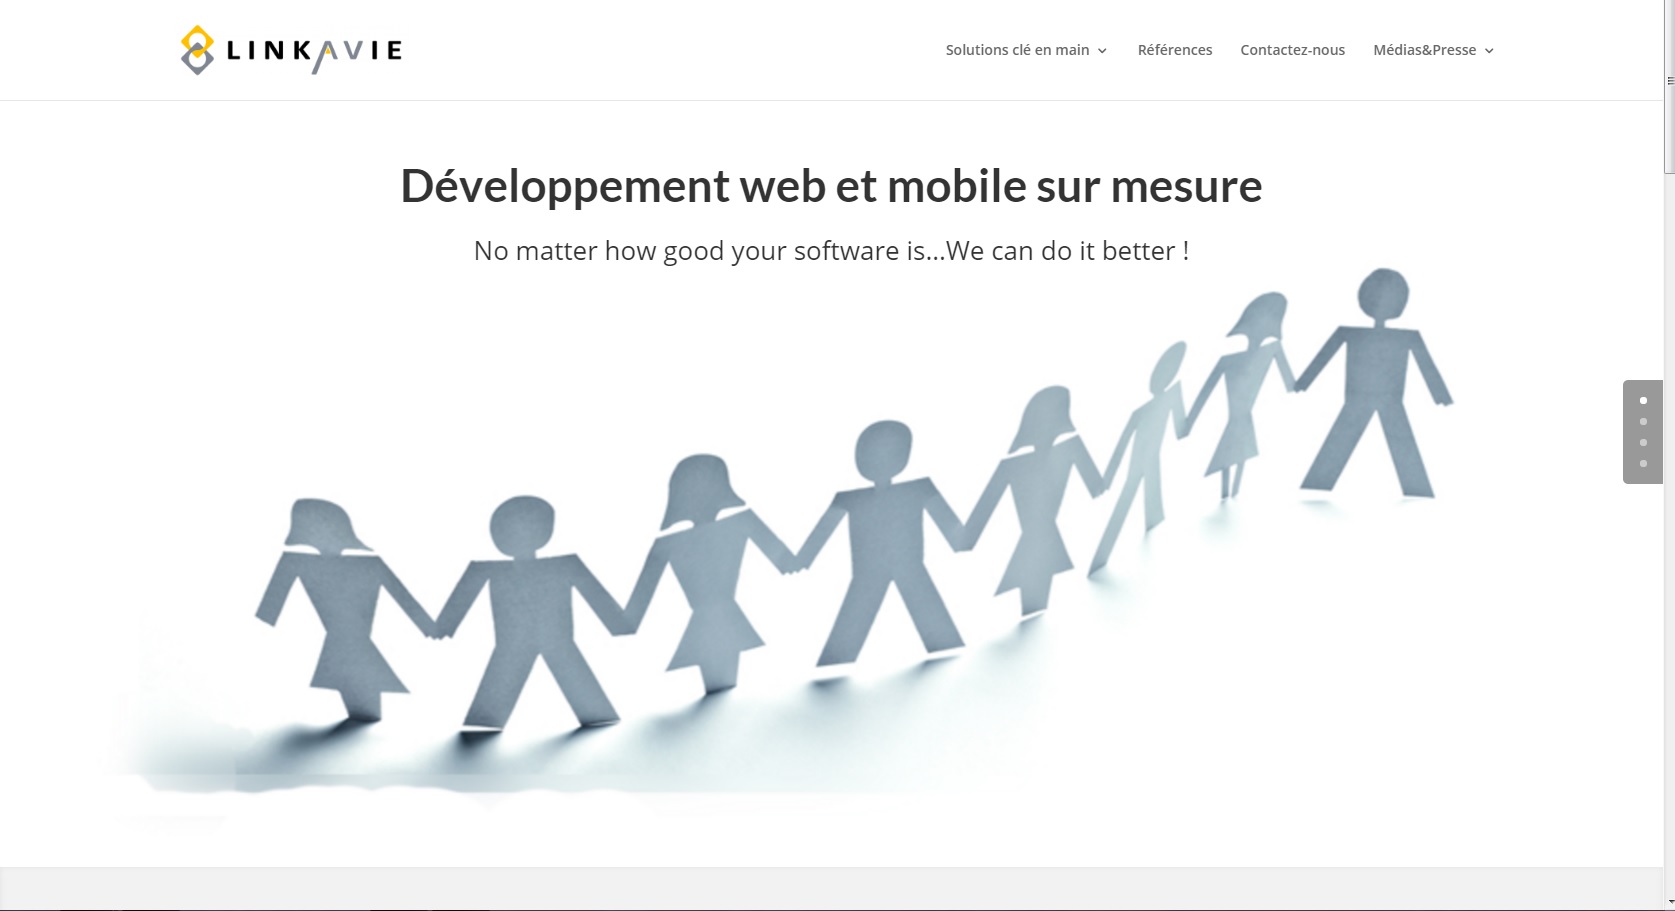 LINKAVIE
Solutions clé en main
Références
Contactez-nous
Médias&Presse
Développement web et mobile sur mesure
No matter how good your software is...We can do it better !